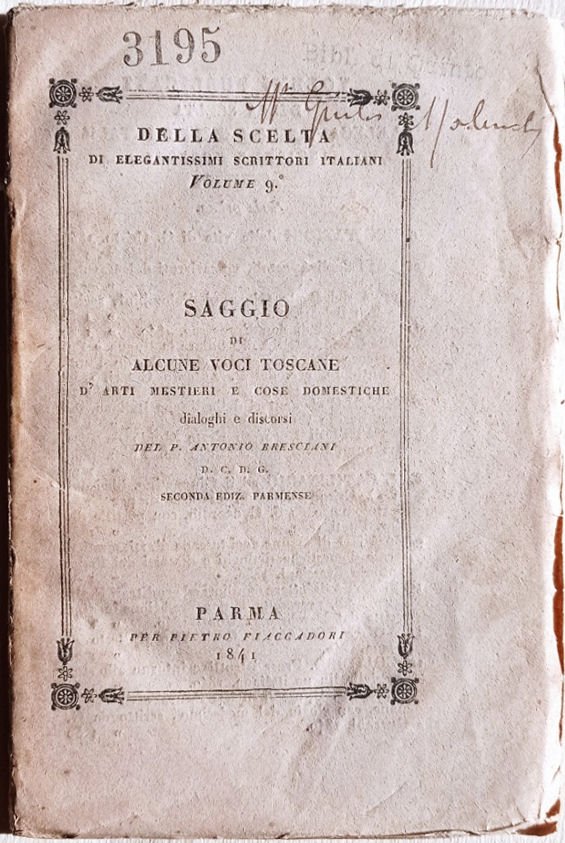 3195
DELLA SCELTA
DI ELEGANTISSIMI SCRITTORI ITALIANI
VOLUME 9.°
SAGGIO
DI
ALCUNE VOCI TOSCANE
D' ARTI MESTIERI E COSE DOMESTICHE
dialoghi e discorsi
DEL P. ANTONIO BRESCIANI
D. C. D. G.
SECONDA EDIZ. PARMENSE
PARMA
PER PIETRO FIACCADORI
1841